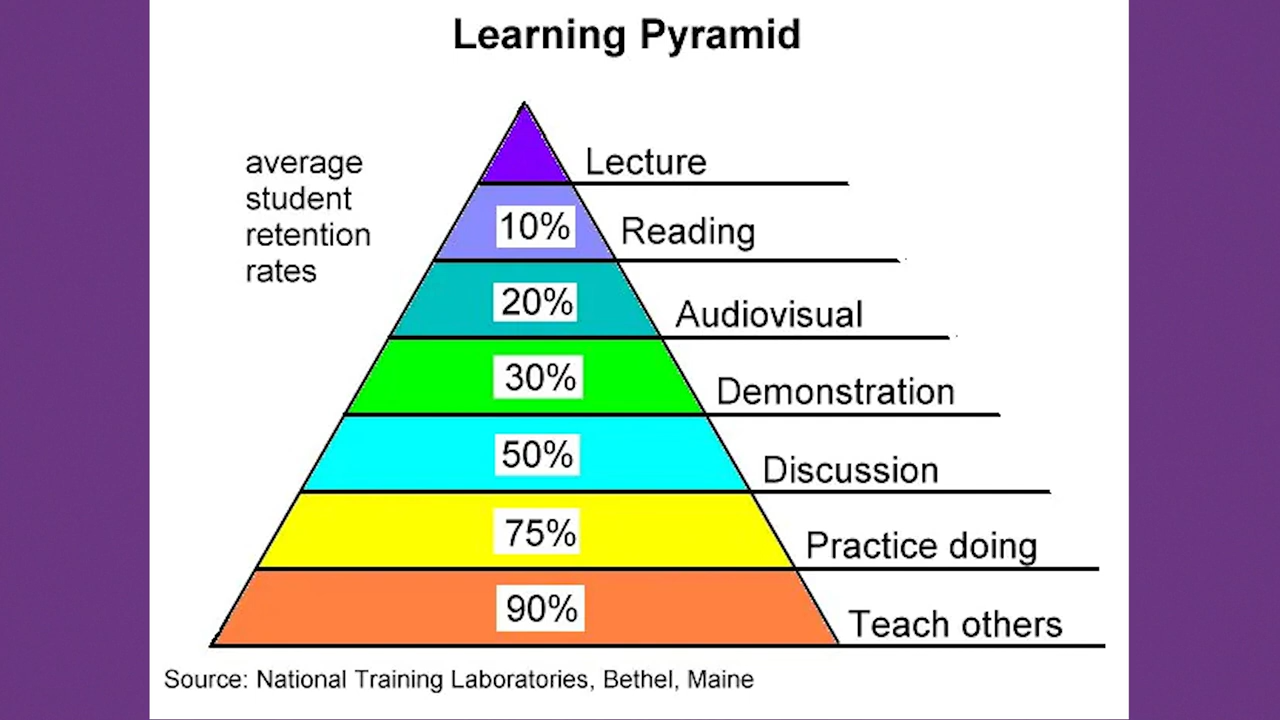 Learning Pyramid
average
student
retention
rates
Lecture
10% Reading
20% Audiovisual
30% Demonstration
50% Discussion
75% Practice doing
90% Teach others
Source: National Training Laboratories, Bethel, Maine